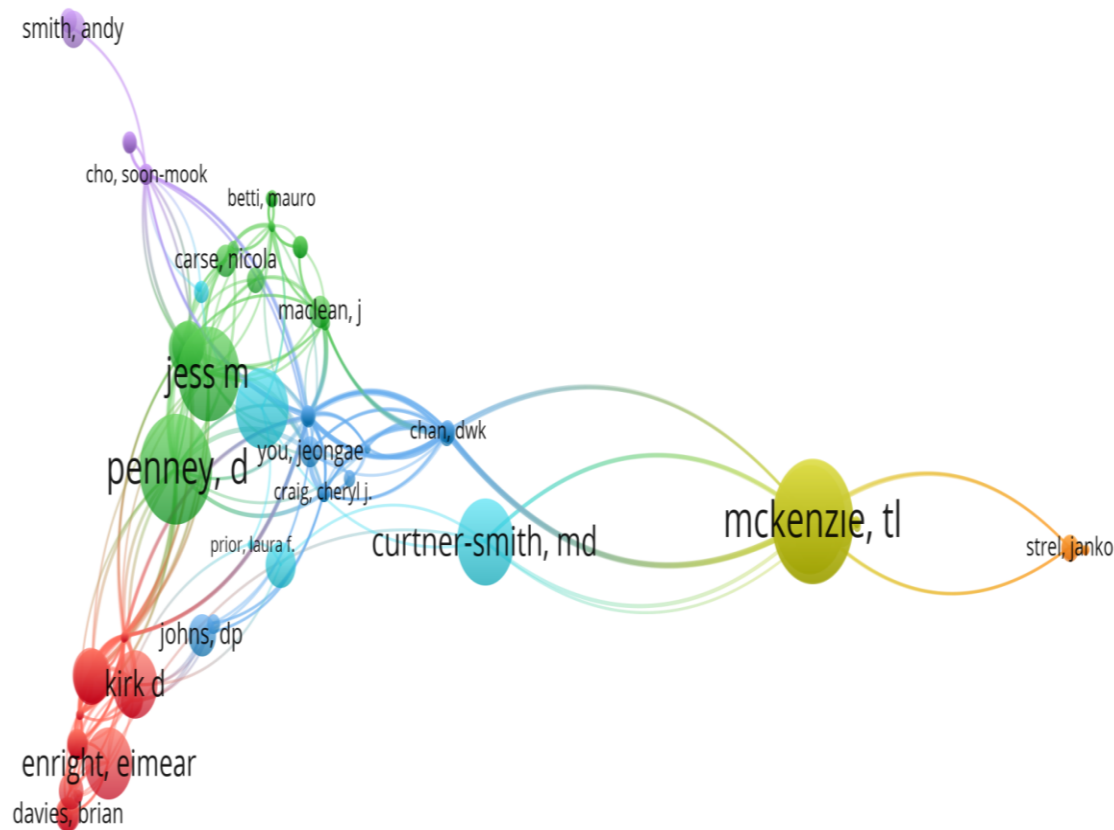 smith, andy
cho, soon-mook
betti, mauro
carse, nicola
maclean, j
jess m
chan, dwk
you, jeongae
penney, d
craig, cheryl j.
mckenzie, tl
curtner-smith, md
prior, laura f.
strel, janko
johns, dp
kirk d
enright, eimear
davies, brian